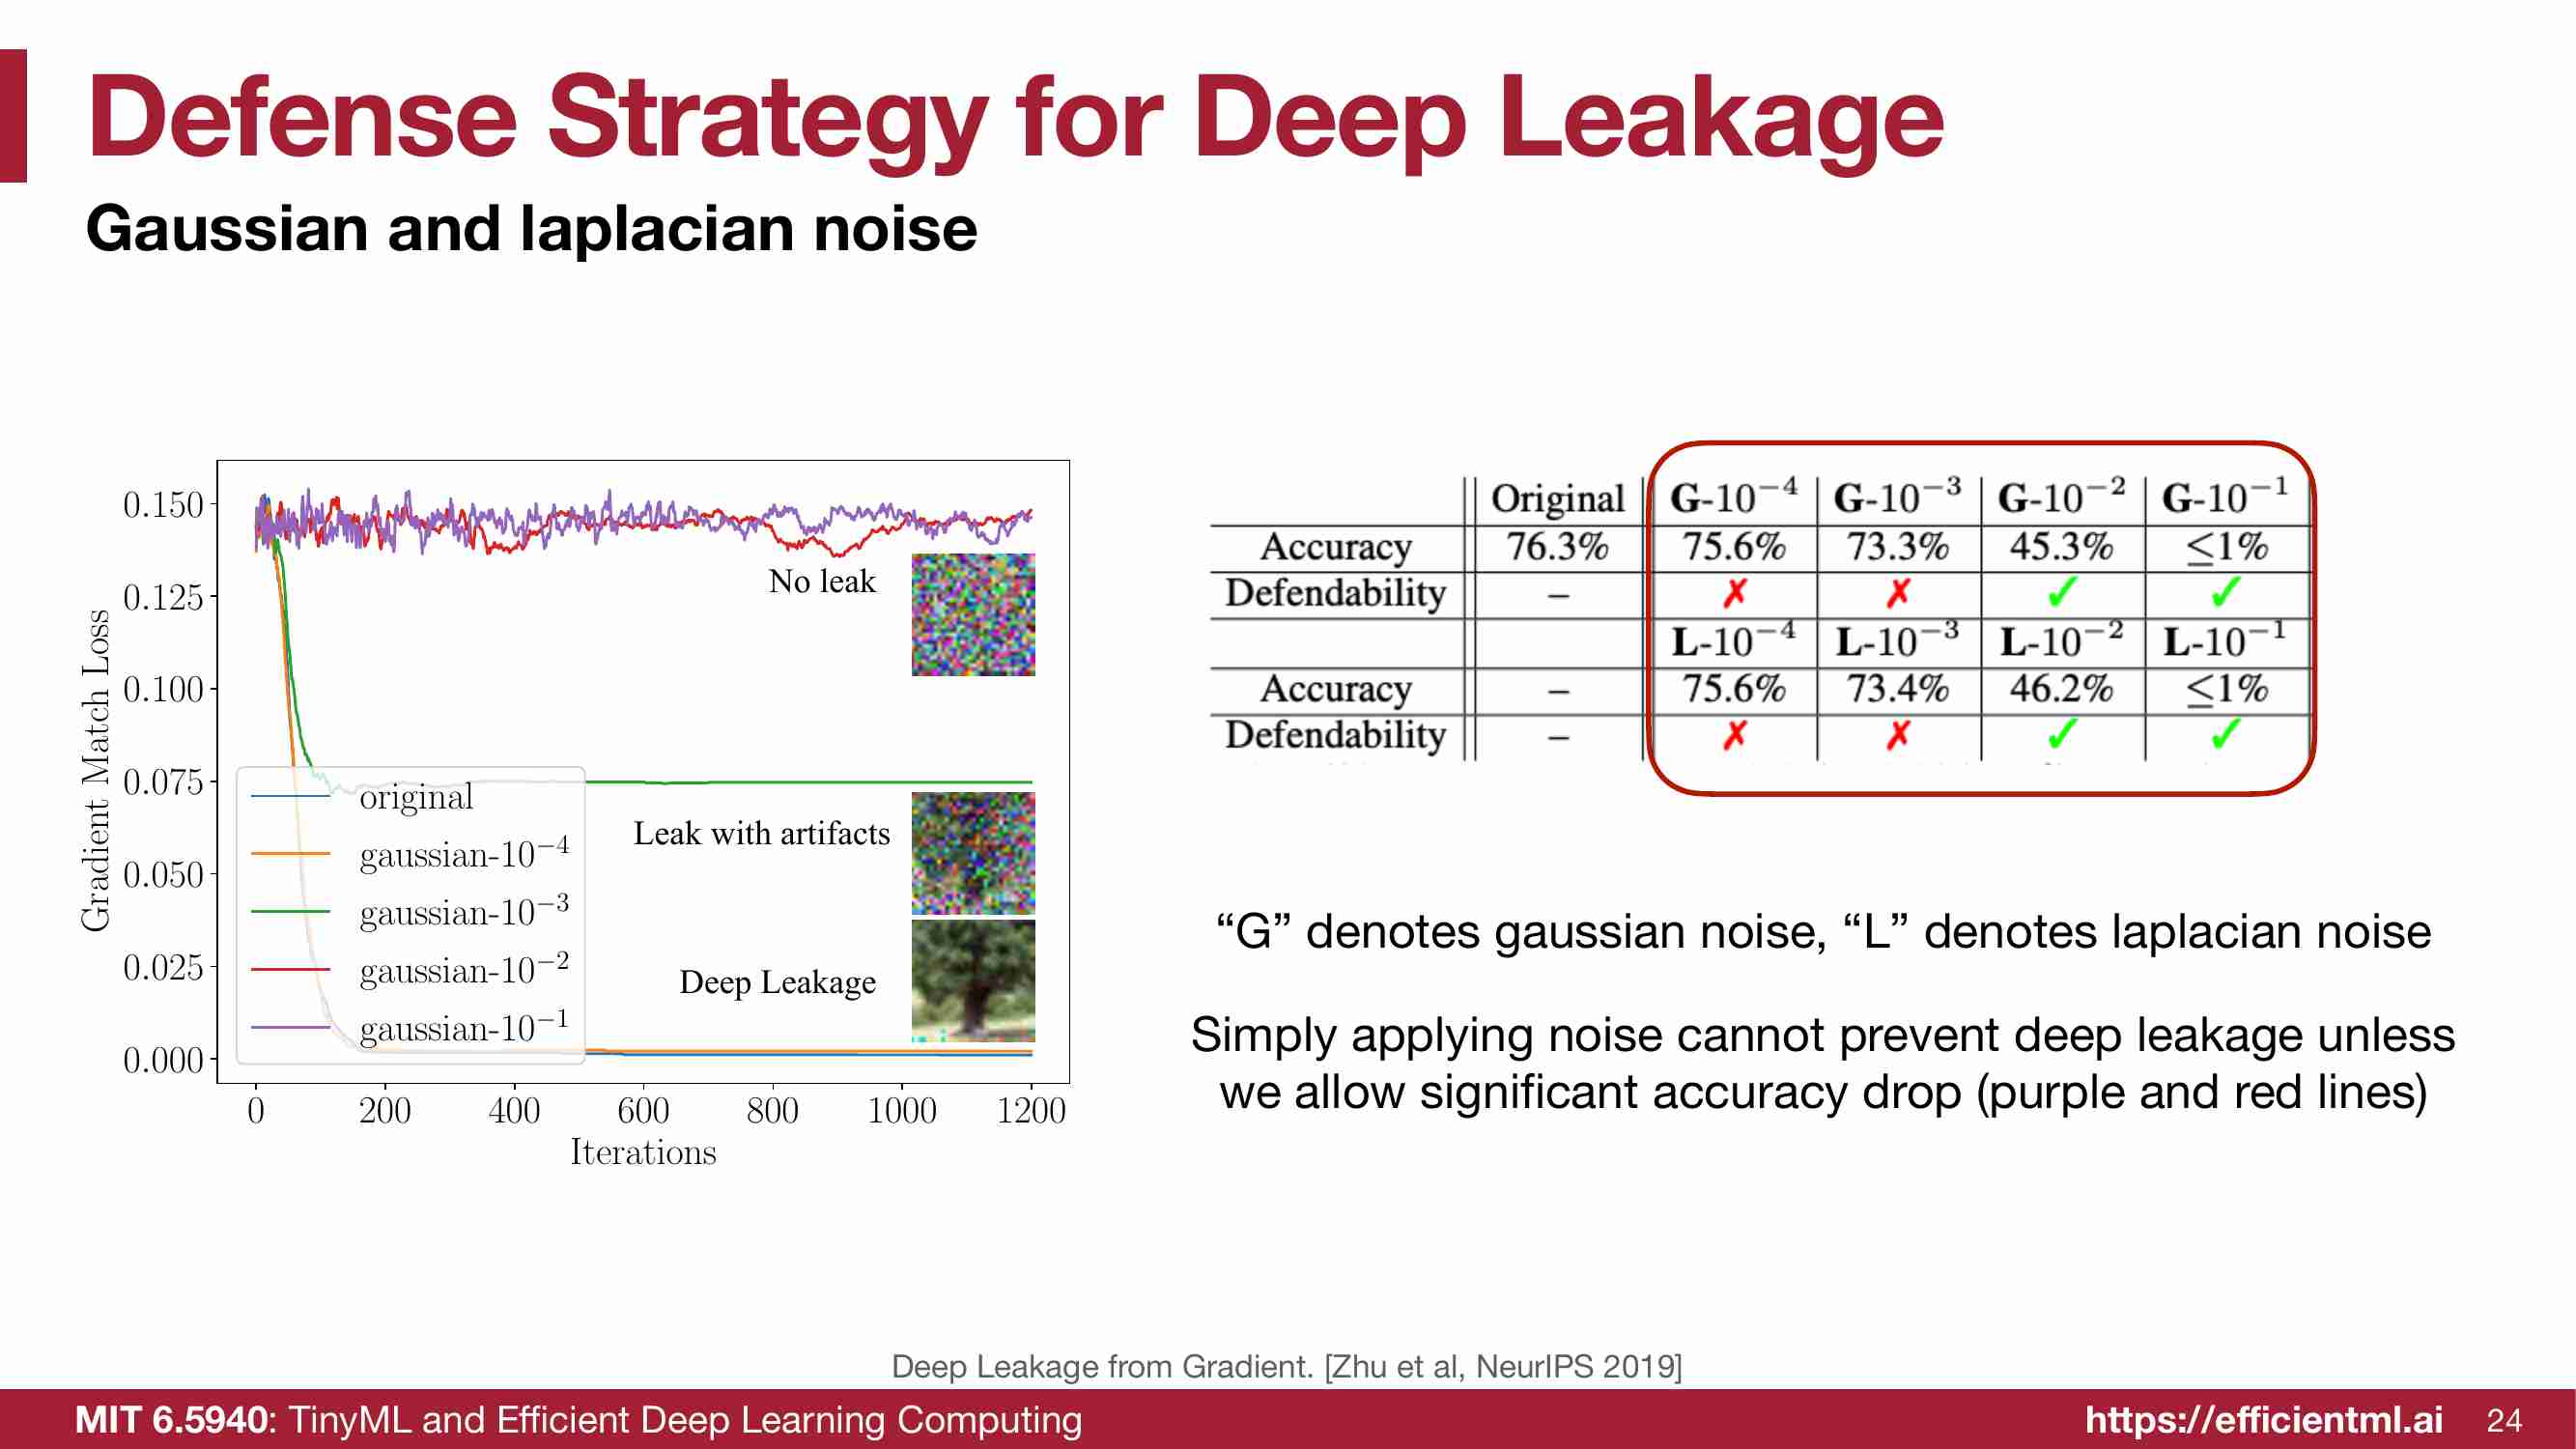 Defense Strategy for Deep Leakage
Gaussian and laplacian noise
0.150
0.125
0.100
0.075
0.050
0.025
0.000
Gradient Match Loss
No leak
Leak with artifacts
Deep Leakage
original
gaussian-10⁻⁴
gaussian-10⁻³
gaussian-10⁻²
gaussian-10⁻¹
0 200 400 600 800 1000 1200
Iterations
Original G-10⁻⁴ G-10⁻³ G-10⁻² G-10⁻¹
Accuracy 76.3% 75.6% 73.3% 45.3% ≤1%
Defendability – ✗ ✗ ✓ ✓
L-10⁻⁴ L-10⁻³ L-10⁻² L-10⁻¹
Accuracy – 75.6% 73.4% 46.2% ≤1%
Defendability – ✗ ✗ ✓ ✓
“G” denotes gaussian noise, “L” denotes laplacian noise
Simply applying noise cannot prevent deep leakage unless
we allow significant accuracy drop (purple and red lines)
Deep Leakage from Gradient. [Zhu et al, NeurIPS 2019]
MIT 6.5940: TinyML and Efficient Deep Learning Computing
https://efficientml.ai 24